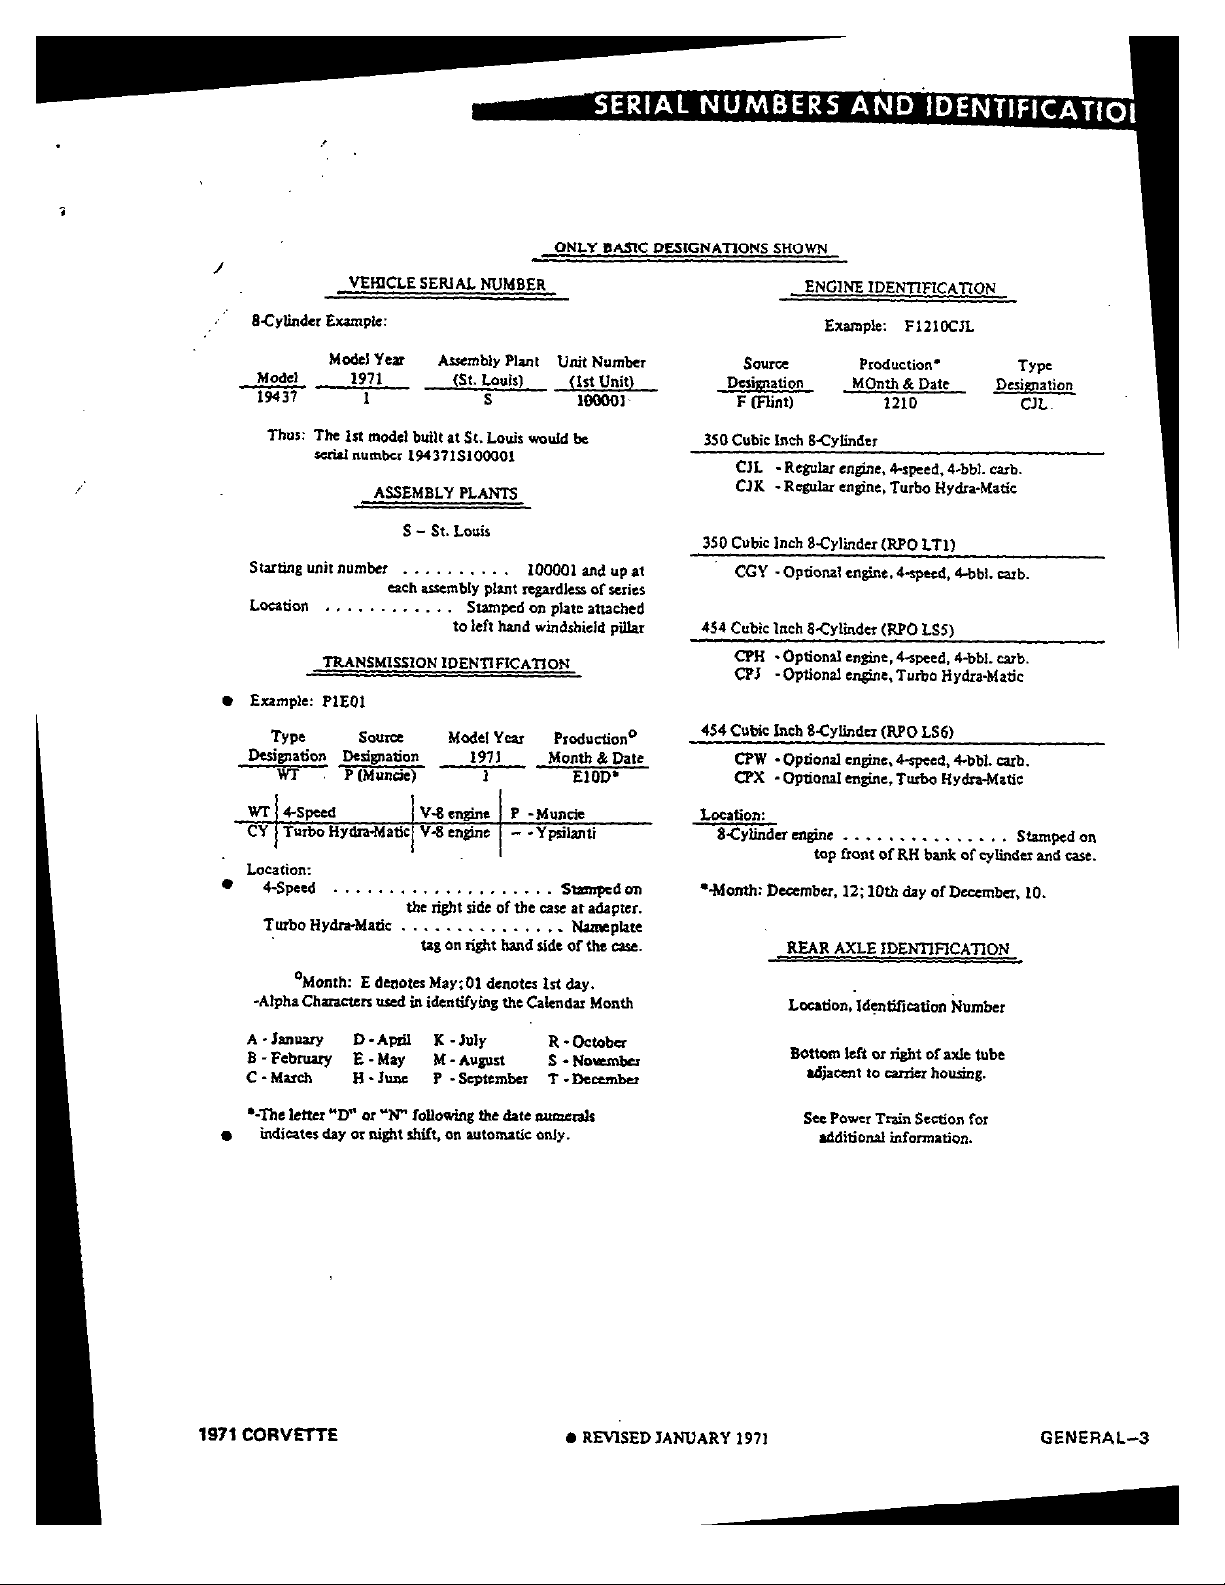 SERIAL NUMBERS AND IDENTIFICATIO
ONLY BASIC DESIGNATIONS SHOWN
VEHICLE SERIAL NUMBER
8-Cylinder Example:
Model Year Assembly Plant Unit Number
Model 1971 (St. Louis) (1st Unit)
19437 1 S 100001
Thus: The 1st model built at St. Louis would be
serial number 194371S100001
ASSEMBLY PLANTS
S – St. Louis
Starting unit number . . . . . . . . . . 100001 and up at
each assembly plant regardless of series
Location . . . . . . . . . . . . Stamped on plate attached
to left hand windshield pillar
TRANSMISSION IDENTIFICATION
● Example: P1E01
Type Source Model Year Production°
Designation Designation 1971 Month & Date
WT P (Muncie) 1 E10D*
WT 4-Speed V-8 engine P - Muncie
CY Turbo Hydra-Matic V-8 engine – - Ypsilanti
Location:
● 4-Speed . . . . . . . . . . . . . . . . . . . . Stamped on
the right side of the case at adapter.
Turbo Hydra-Matic . . . . . . . . . . . . . . . Nameplate
tag on right hand side of the case.
°Month: E denotes May; 01 denotes 1st day.
-Alpha Characters used in identifying the Calendar Month
A - January D - April K - July R - October
B - February E - May M - August S - November
C - March H - June P - September T - December
*-The letter "D" or "N" following the date numerals
● indicates day or night shift, on automatic only.
ENGINE IDENTIFICATION
Example: F1210CJL
Source Production* Type
Designation MOnth & Date Designation
F (Flint) 1210 CJL
350 Cubic Inch 8-Cylinder
CJL - Regular engine, 4-speed, 4-bbl. carb.
CJK - Regular engine, Turbo Hydra-Matic
350 Cubic Inch 8-Cylinder (RPO LT1)
CGY - Optional engine, 4-speed, 4-bbl. carb.
454 Cubic Inch 8-Cylinder (RPO LS5)
CPH - Optional engine, 4-speed, 4-bbl. carb.
CPJ - Optional engine, Turbo Hydra-Matic
454 Cubic Inch 8-Cylinder (RPO LS6)
CPW - Optional engine, 4-speed, 4-bbl. carb.
CPX - Optional engine, Turbo Hydra-Matic
Location:
8-Cylinder engine . . . . . . . . . . . . . . . Stamped on
top front of RH bank of cylinder and case.
*-Month: December, 12; 10th day of December, 10.
REAR AXLE IDENTIFICATION
Location, Identification Number
Bottom left or right of axle tube
adjacent to carrier housing.
See Power Train Section for
additional information.
1971 CORVETTE ● REVISED JANUARY 1971 GENERAL–3